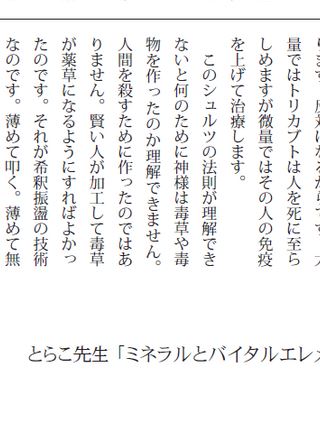 ります。反対になるからです。大
量ではトリカブトは人を死に至ら
しめますが微量ではその人の免疫
を上げて治療します。
このシュルツの法則が理解でき
ないと何のために神様は毒草や毒
物を作ったのか理解できません。
人間を殺すために作ったのではあ
りません。賢い人が加工して毒草
が薬草になるようにすればよかっ
たのです。それが希釈振盪の技術
なのです。薄めて叩く。薄めて無
とらこ先生「ミネラルとバイタルエレメ